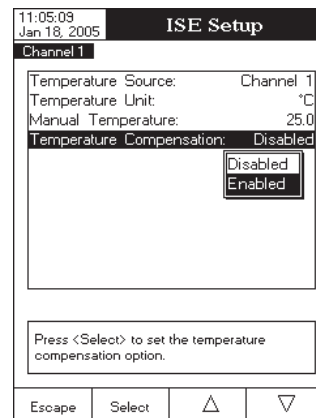 11:05:09
Jan 18, 2005
ISE Setup
Channel 1
Temperature Source: Channel 1
Temperature Unit: °C
Manual Temperature: 25.0
Temperature Compensation: Disabled
Disabled
Enabled
Press <Select> to set the temperature
compensation option.
Escape Select △ ▽